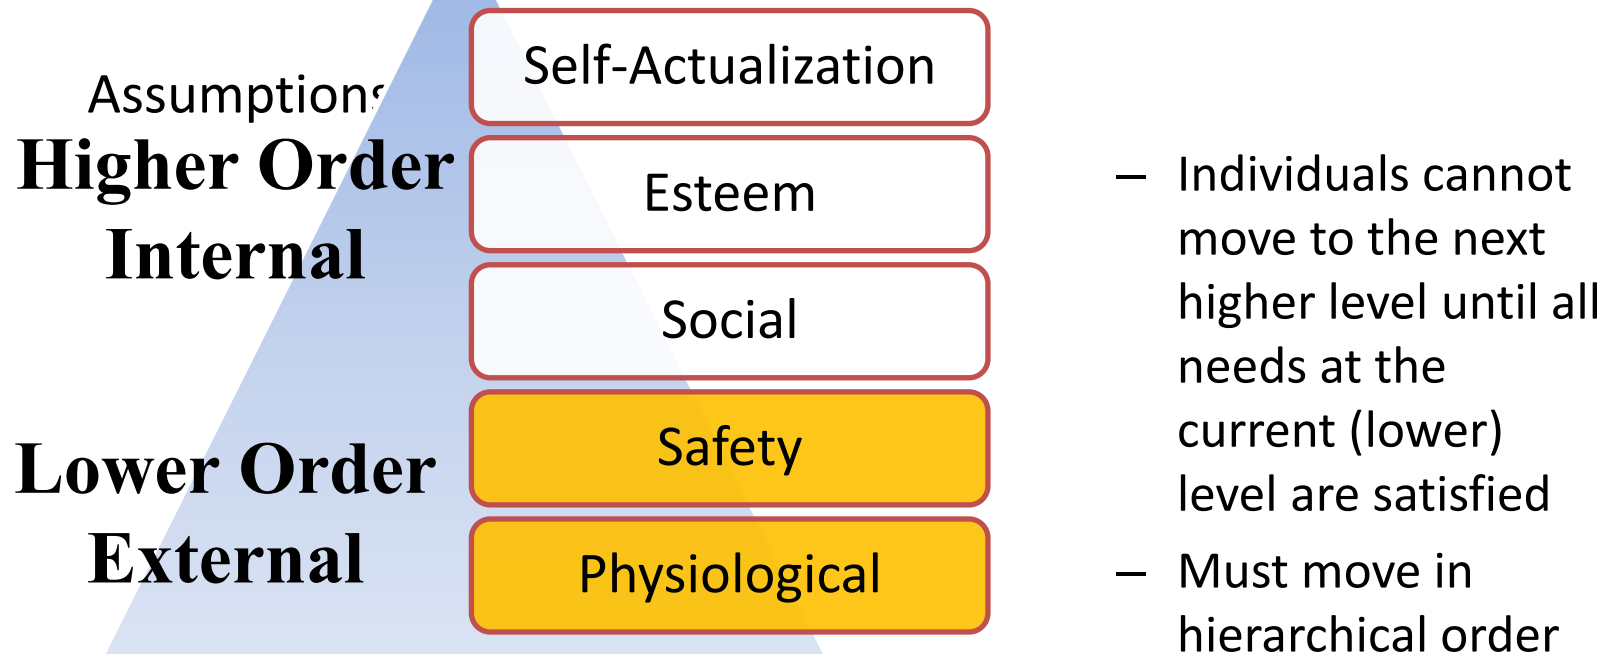 Self-Actualization
Assumptions
Higher Order
Internal
Esteem
Social
Lower Order
External
Safety
Physiological
– Individuals cannot
move to the next
higher level until all
needs at the
current (lower)
level are satisfied
– Must move in
hierarchical order